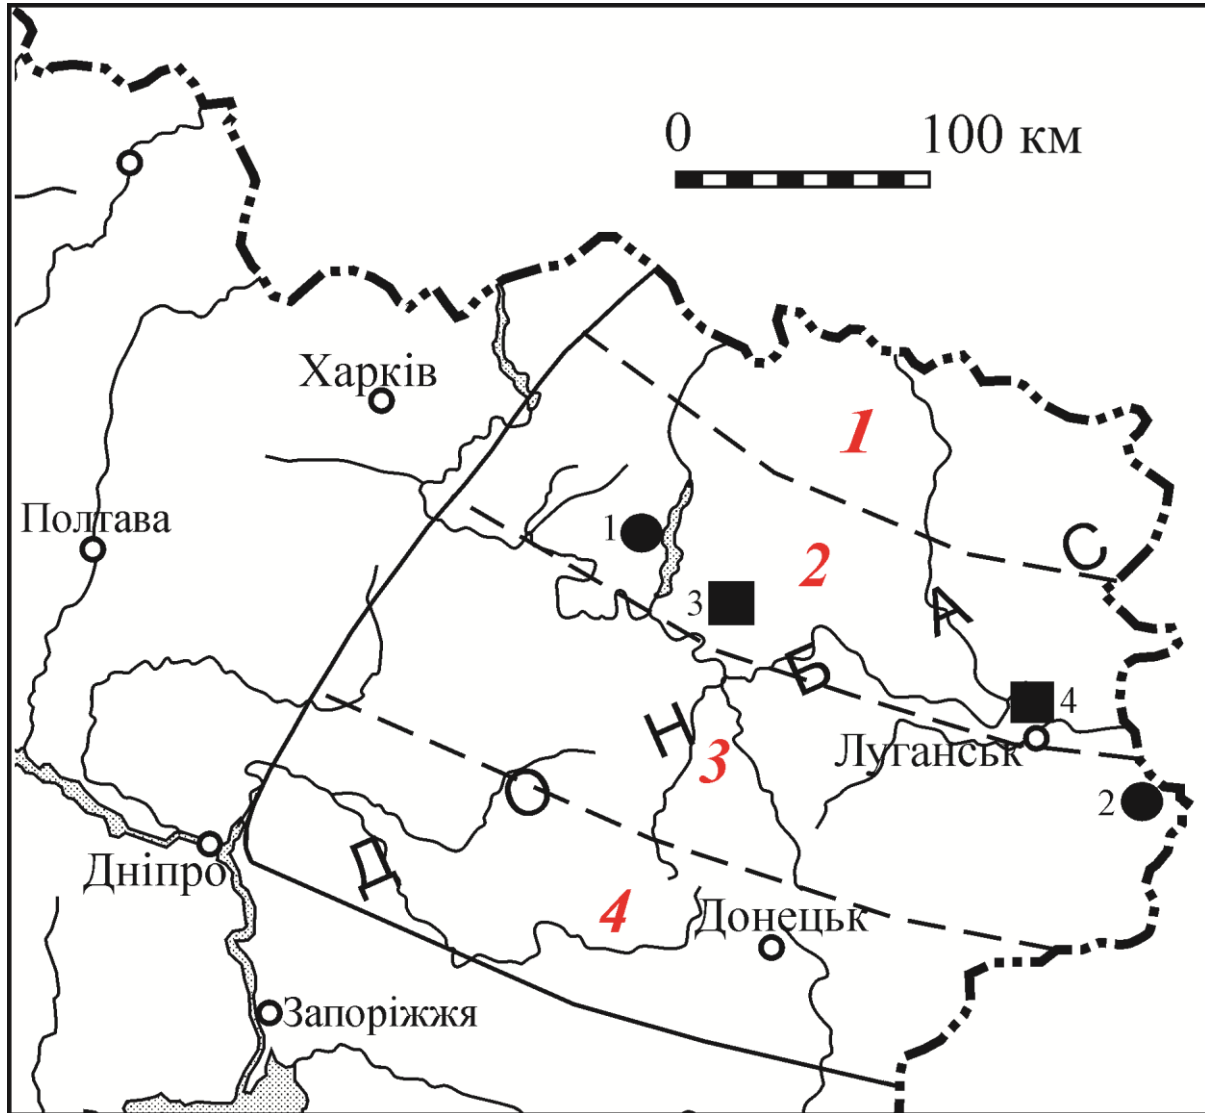 0 100 км
Харків
1
Полтава
1
С
2
3
А
Б
4
Луганськ
Н
3
2
О
Дніпро
Д
4
Донецьк
Запоріжжя